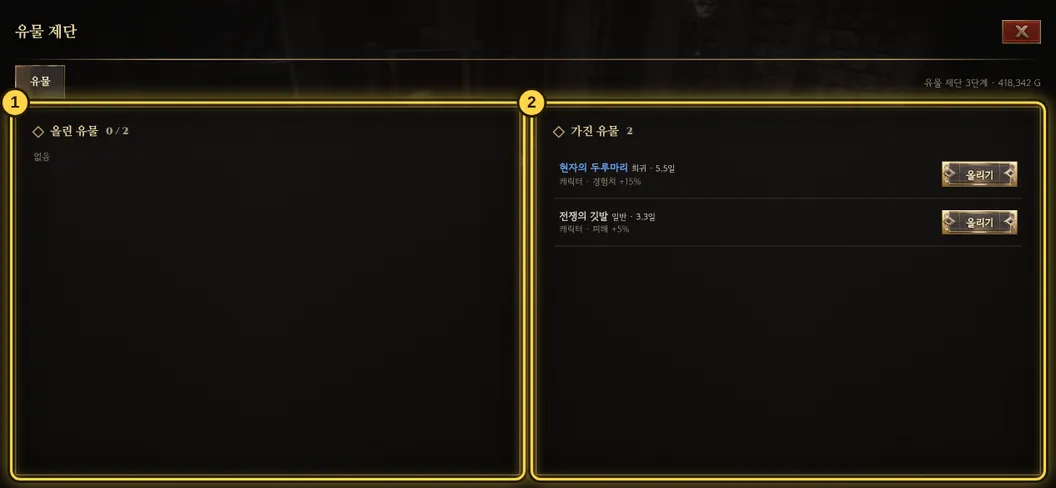 유물 제단
X
유물
유물 제단 3단계 · 418,342 G
1
2
올린 유물 0 / 2
없음
가진 유물 2
현자의 두루마리 희귀 · 5.5일
캐릭터 · 경험치 +15%
올리기
전쟁의 깃발 일반 · 3.3일
캐릭터 · 피해 +5%
올리기